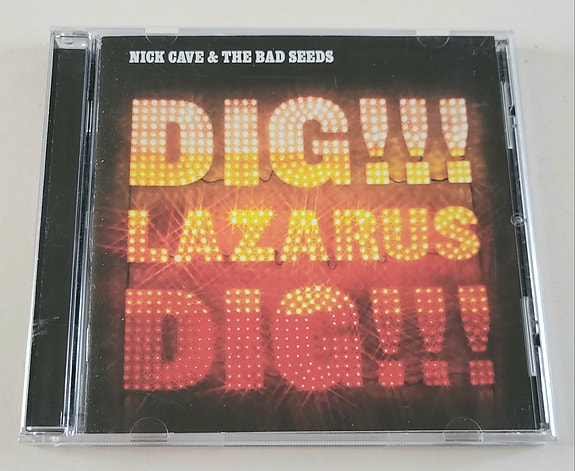 NICK CAVE & THE BAD SEEDS
DIG!!!
LAZARUS
DIG!!!